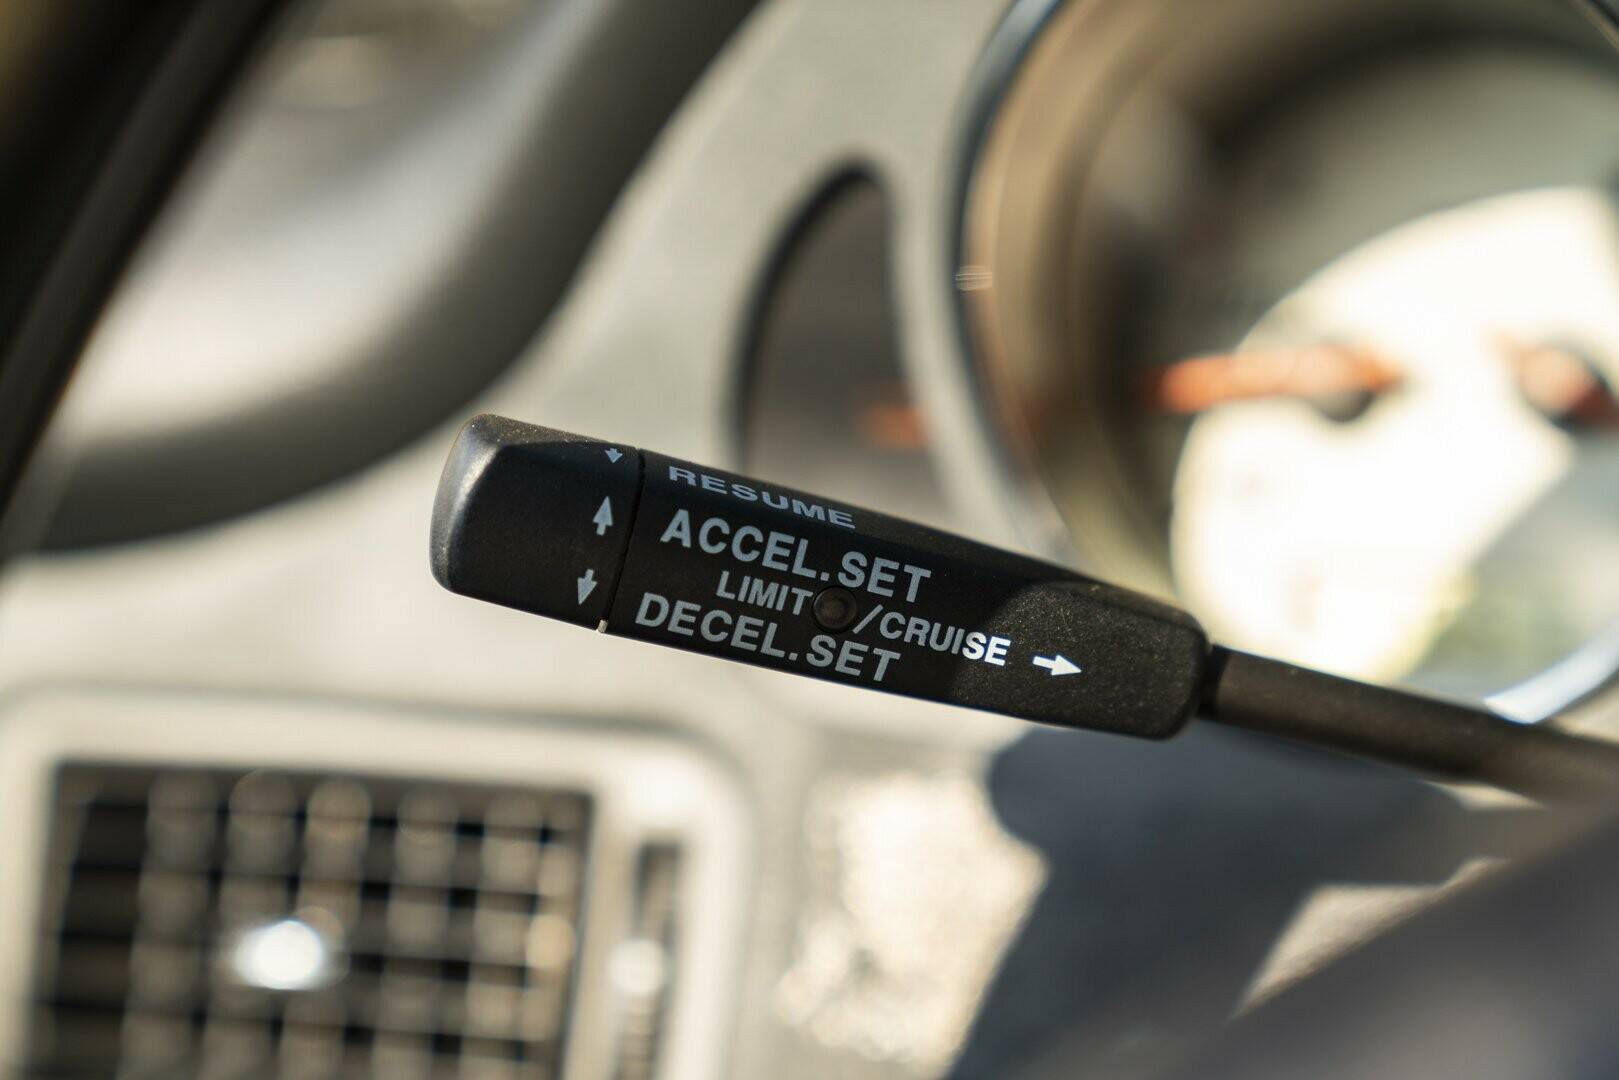 RESUME
ACCEL.SET
LIMIT /CRUISE →
DECEL.SET